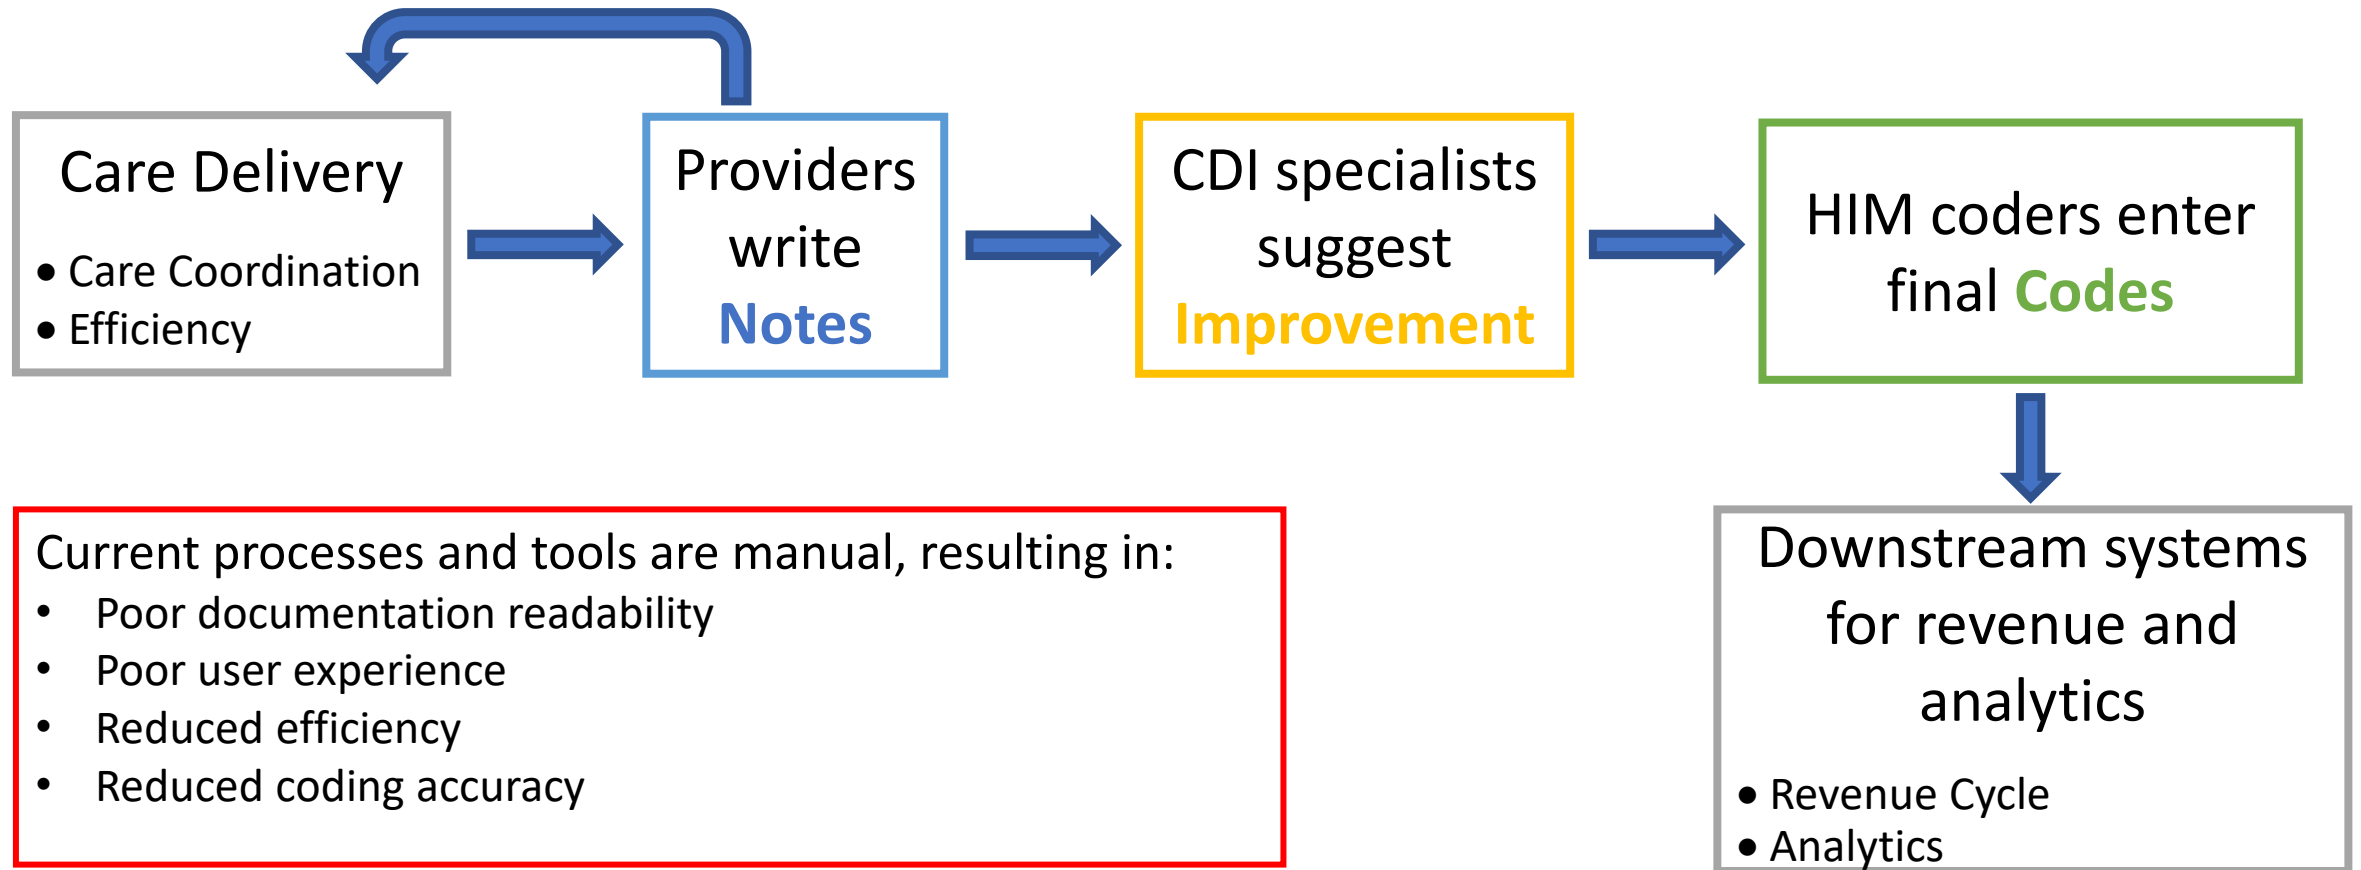 Care Delivery
• Care Coordination
• Efficiency
Providers
write
Notes
CDI specialists
suggest
Improvement
HIM coders enter
final Codes
Current processes and tools are manual, resulting in:
• Poor documentation readability
• Poor user experience
• Reduced efficiency
• Reduced coding accuracy
Downstream systems
for revenue and
analytics
• Revenue Cycle
• Analytics